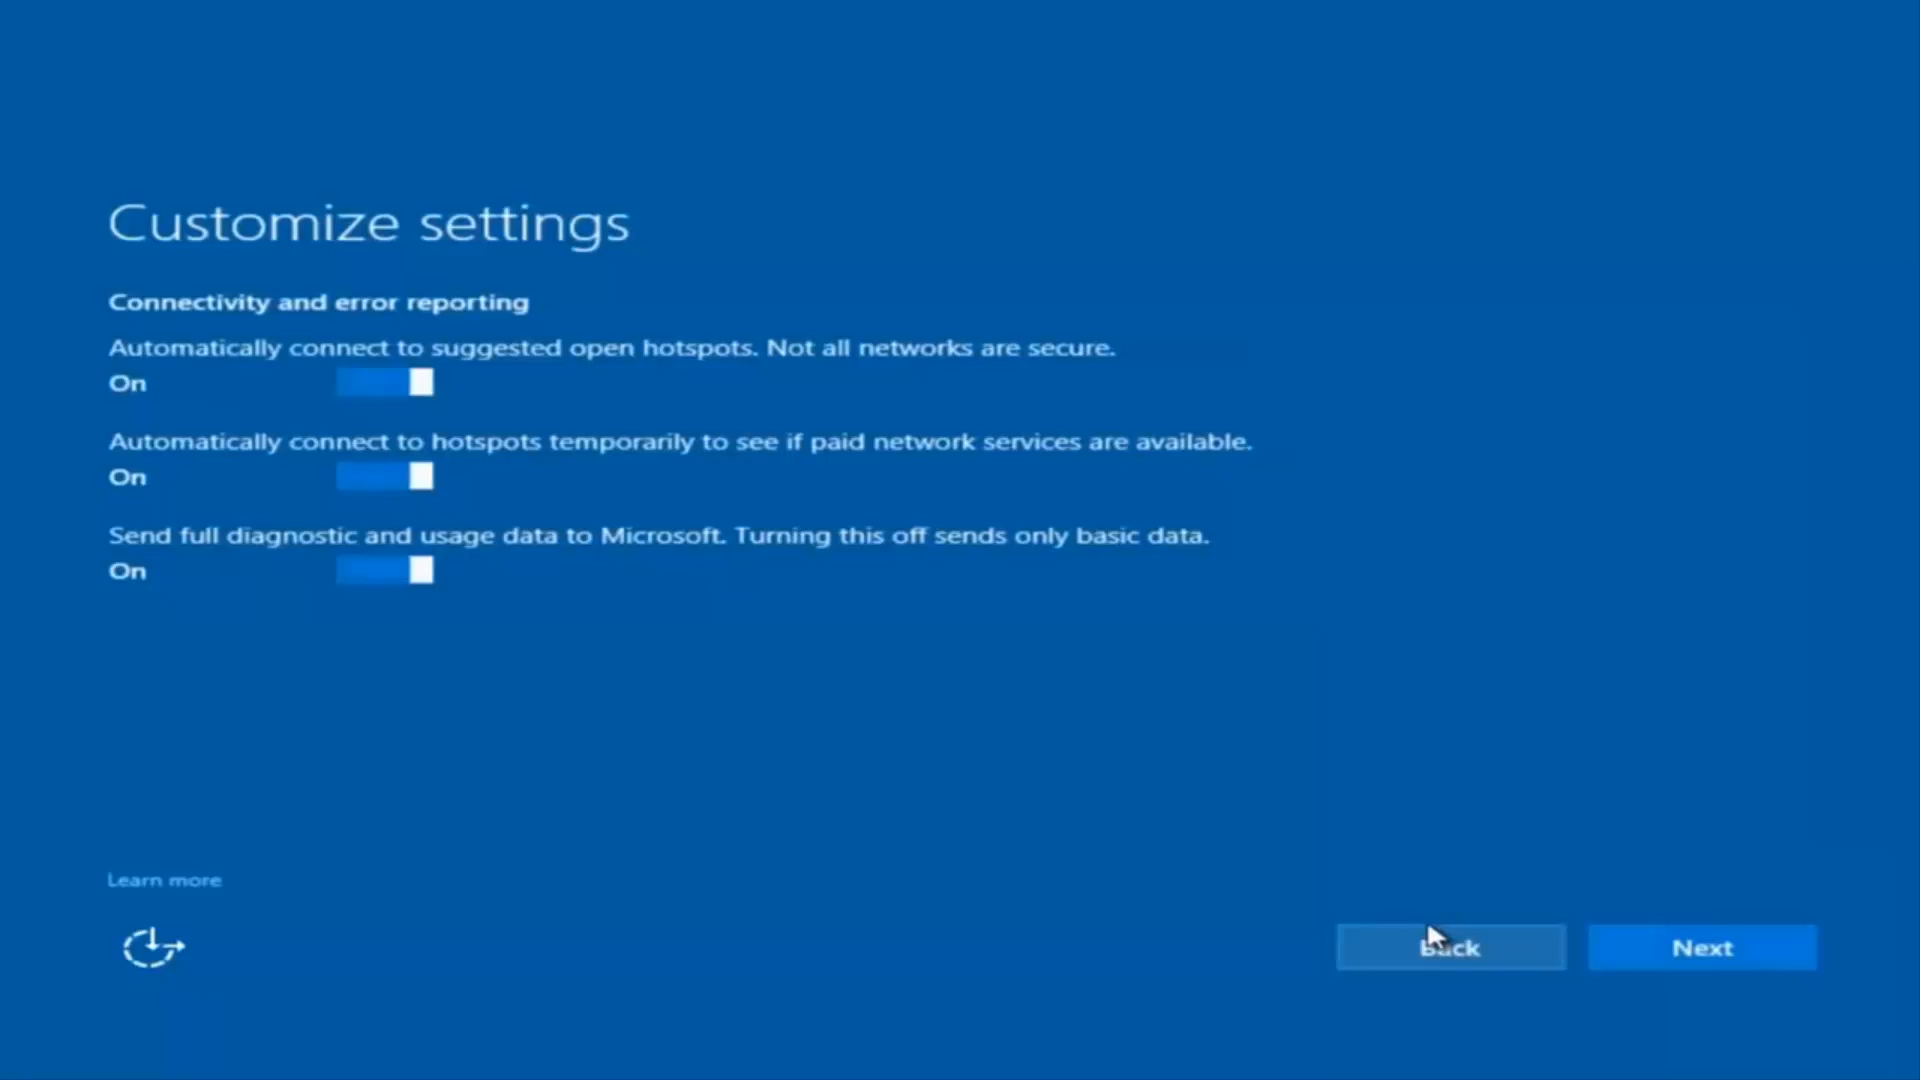 Customize settings
Connectivity and error reporting
Automatically connect to suggested open hotspots. Not all networks are secure.
On
Automatically connect to hotspots temporarily to see if paid network services are available.
On
Send full diagnostic and usage data to Microsoft. Turning this off sends only basic data.
On
Learn more
Back
Next